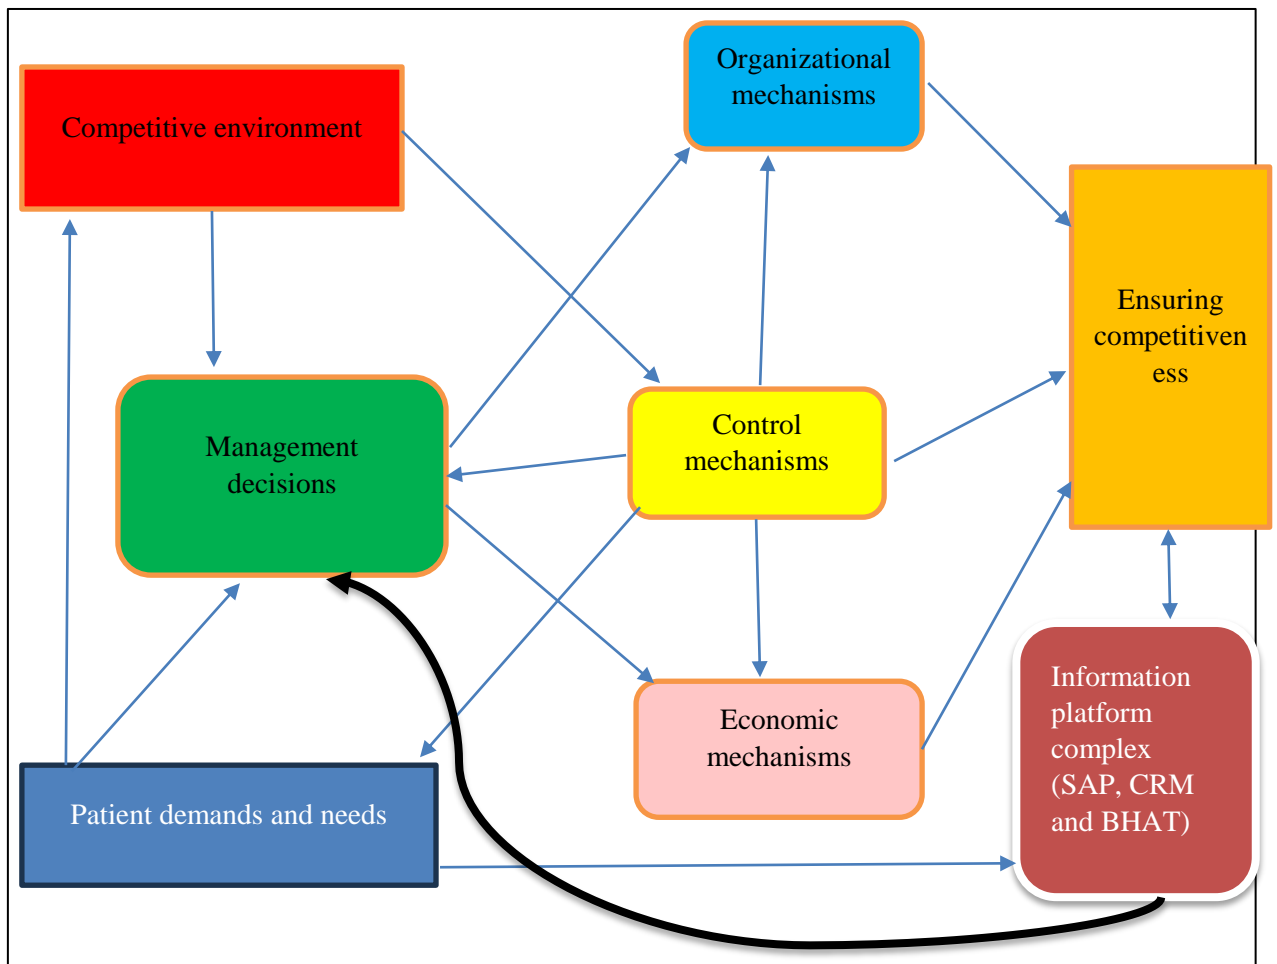 Organizational
mechanisms
Competitive environment
Ensuring
competitiven
ess
Control
mechanisms
Management
decisions
Information
platform
complex
(SAP, CRM
and BHAT)
Economic
mechanisms
Patient demands and needs